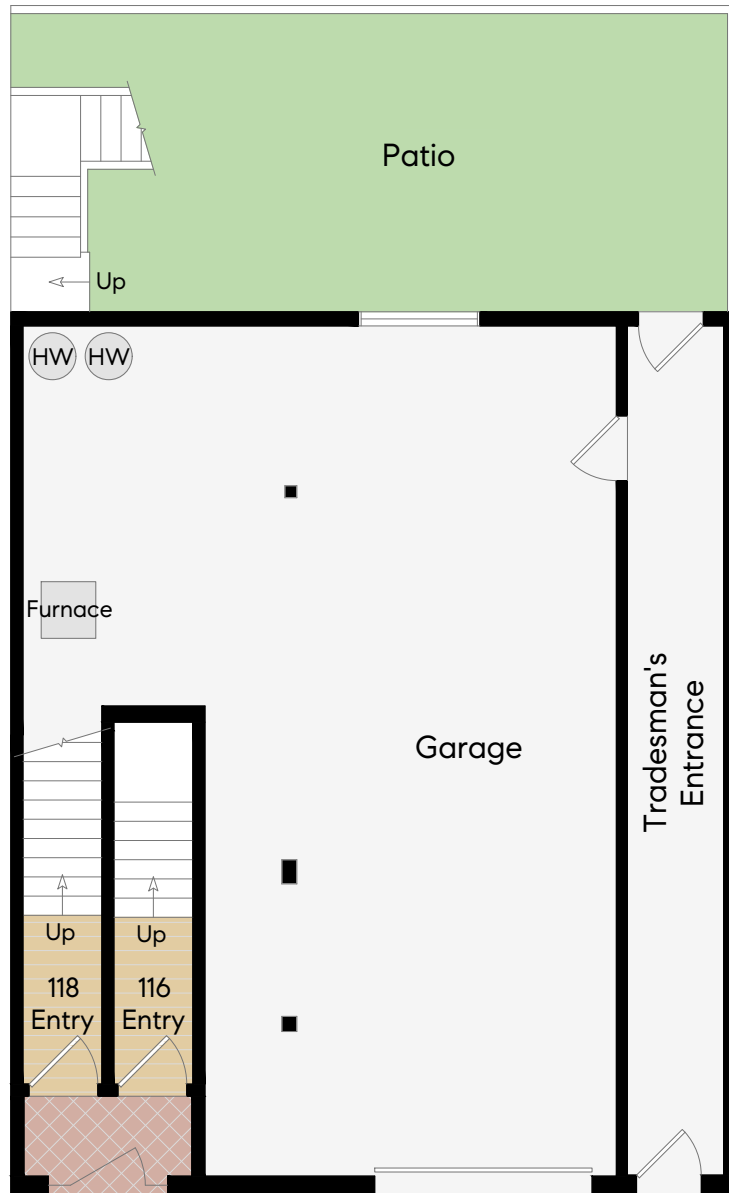 Patio
Up
HW HW
Furnace
Garage
Tradesman's
Entrance
Up
Up
118
Entry
116
Entry